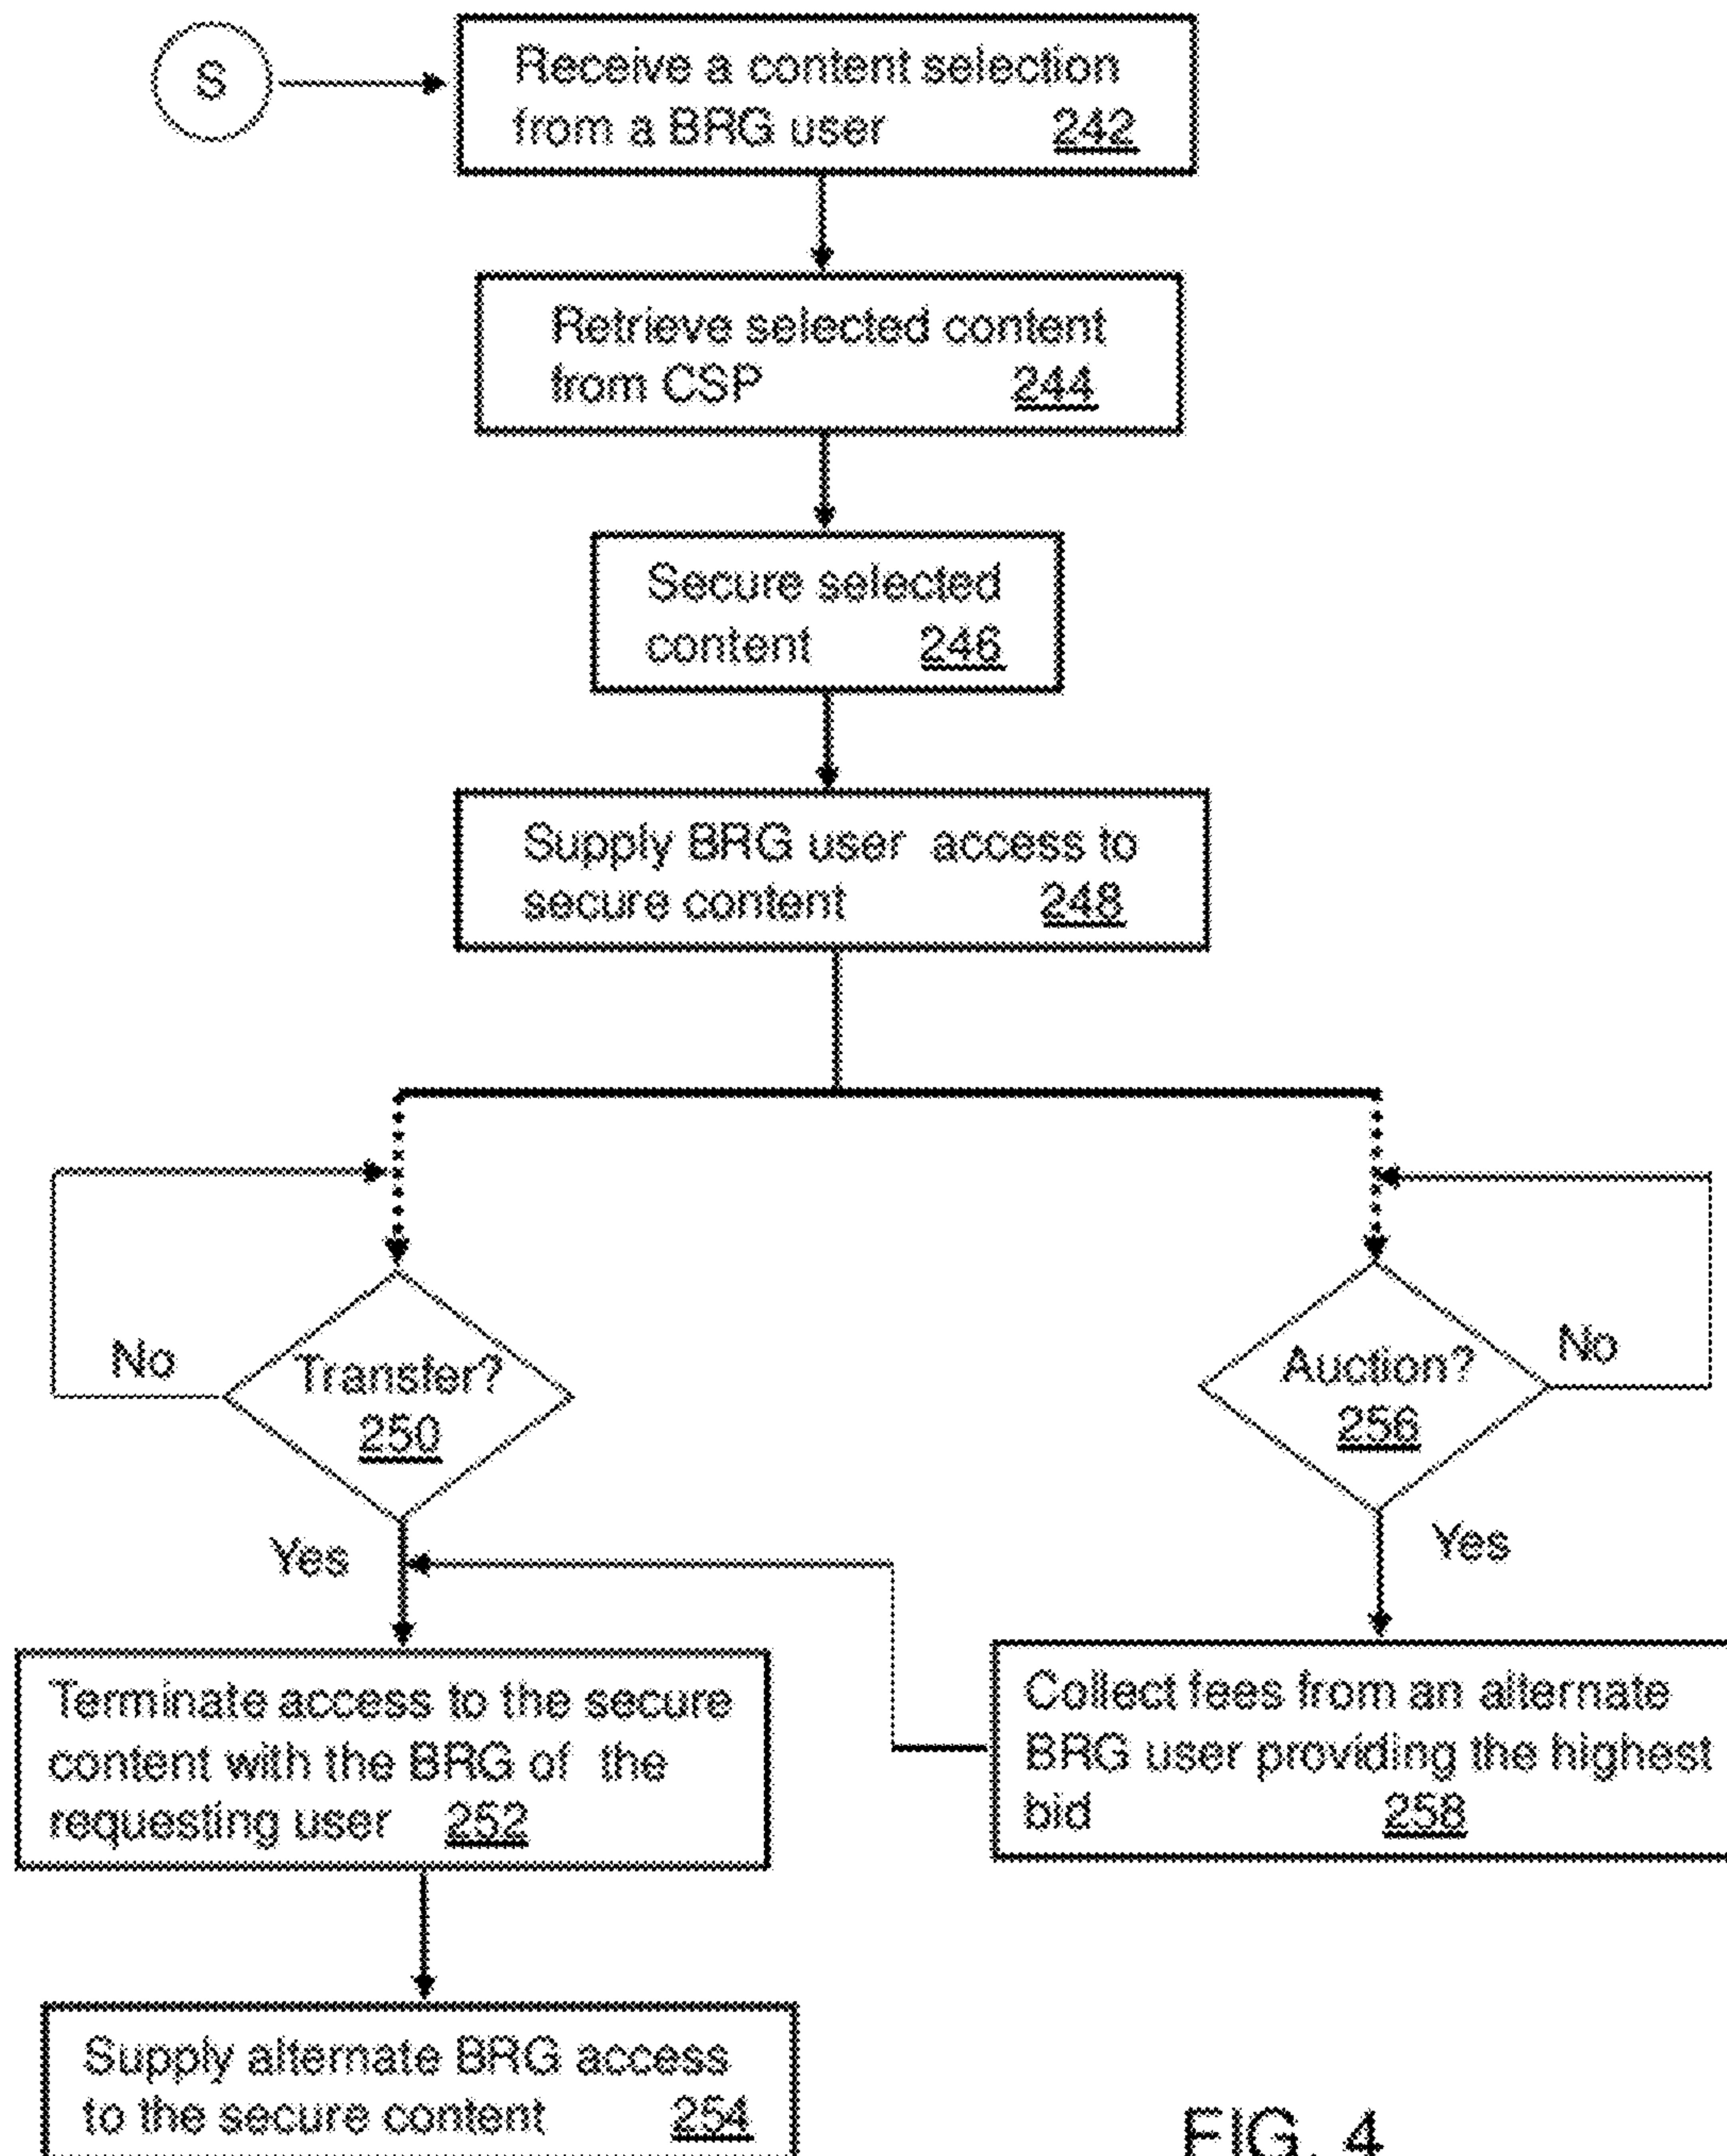 S
Receive a content selection
from a BRG user 242
Retrieve selected content
from CSP 244
Secure selected
content 246
Supply BRG user access to
secure content 248
No
Transfer?
250
Yes
Auction?
256
No
Yes
Terminate access to the secure
content with the BRG of the
requesting user 252
Collect fees from an alternate
BRG user providing the highest
bid 258
Supply alternate BRG access
to the secure content 254
FIG. 4